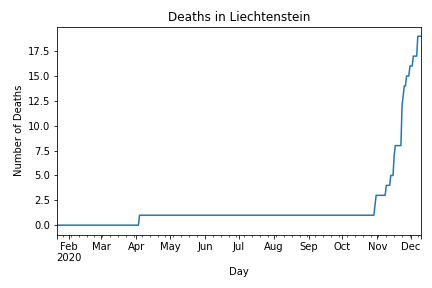 Deaths in Liechtenstein
17.5
15.0
12.5
10.0
7.5
5.0
2.5
0.0
Number of Deaths
Feb Mar Apr May Jun Jul Aug Sep Oct Nov Dec
2020
Day